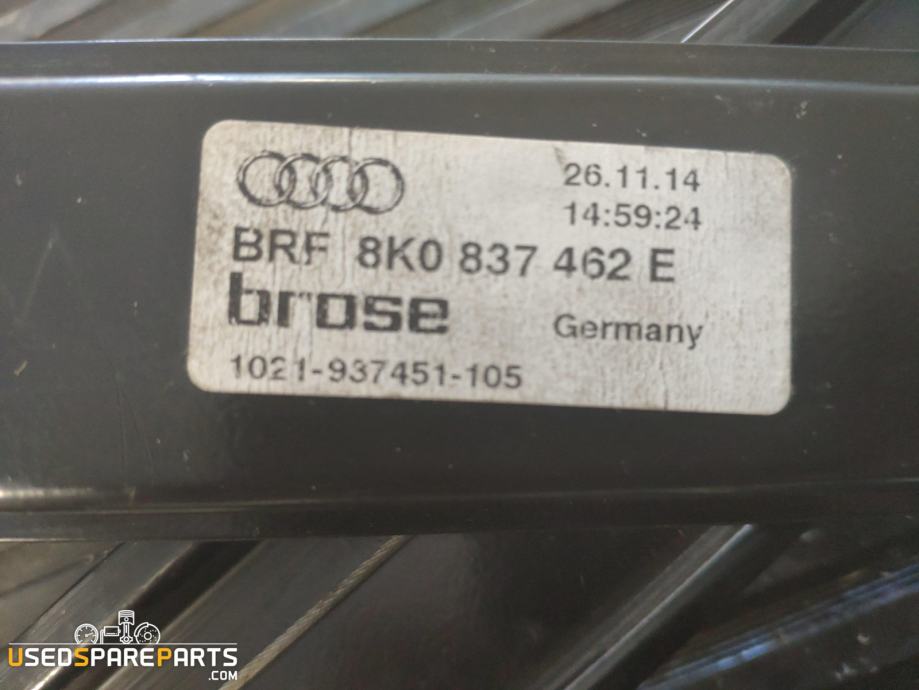 26.11.14
14:59:24
BRF 8K0 837 462 E
brose Germany
1021-937451-105
USEDSPAREPARTS
.COM